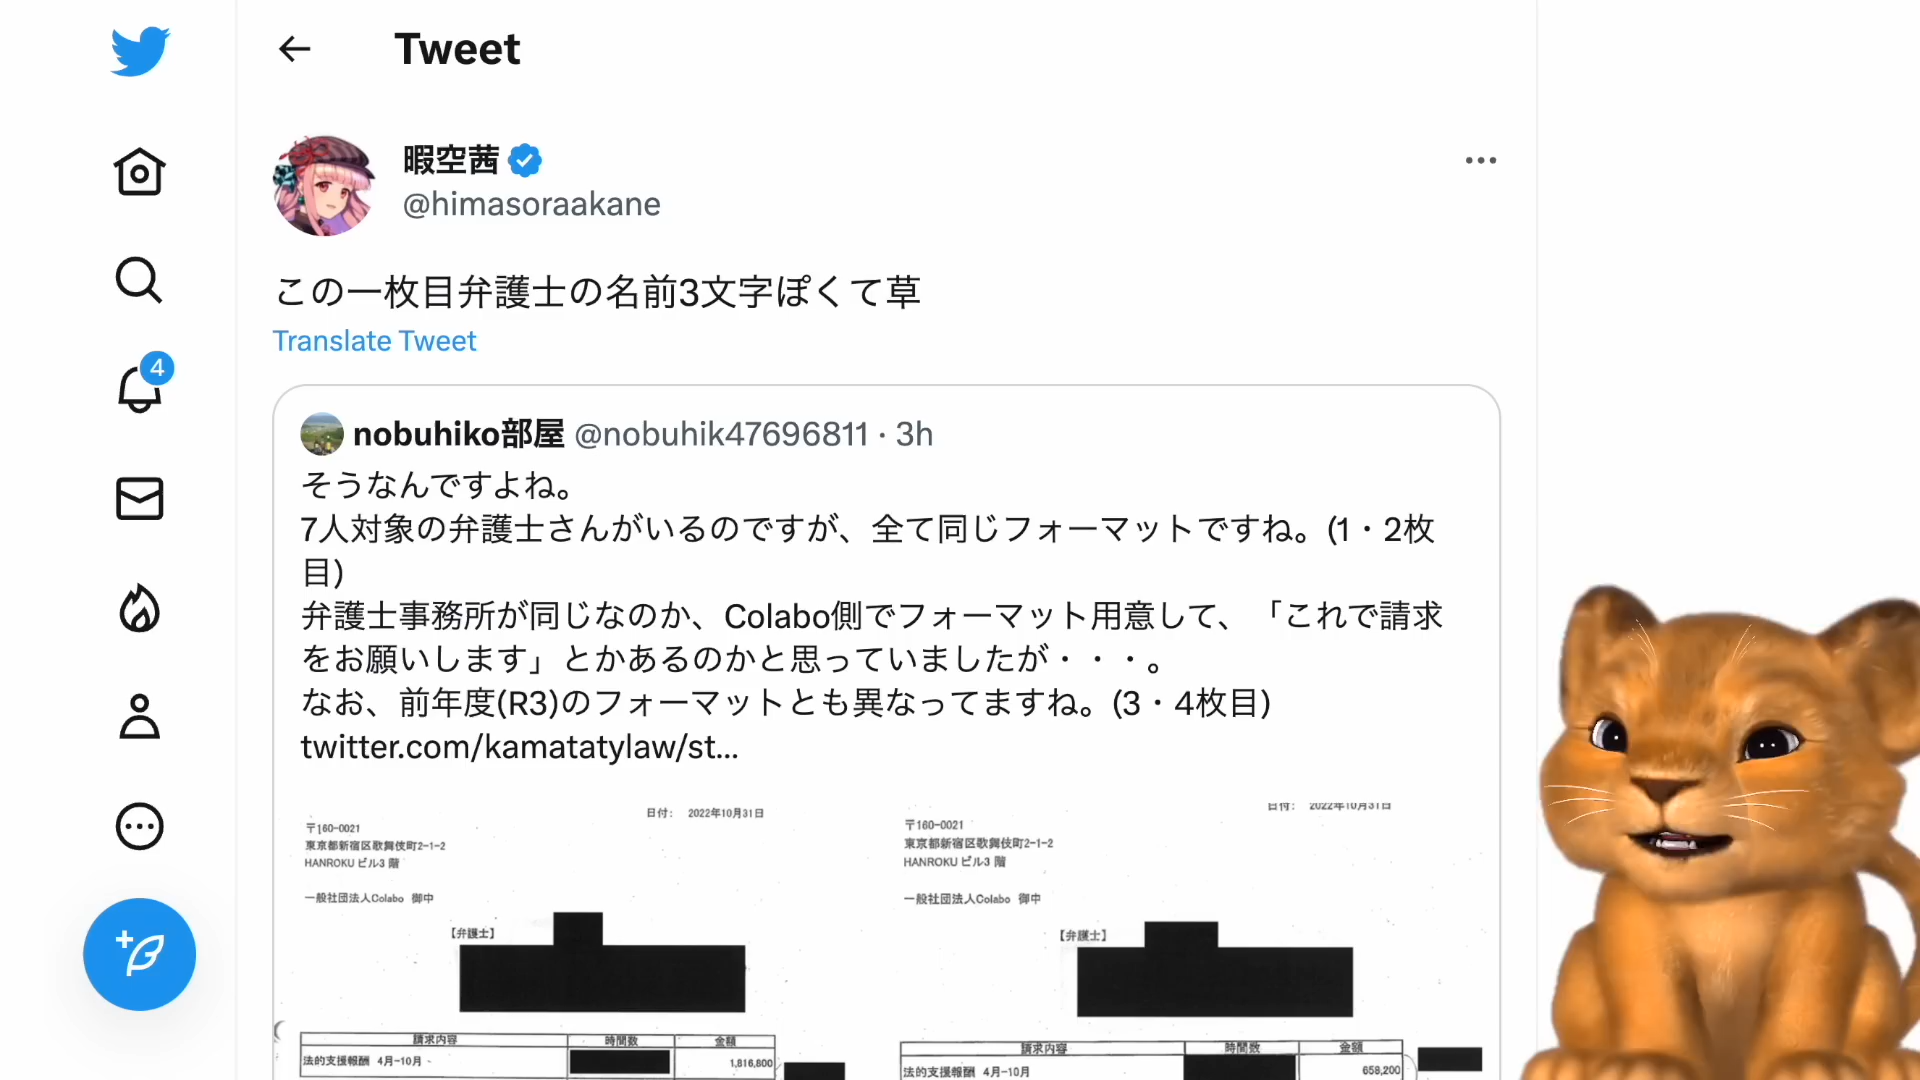 Tweet
暇空茜
@himasoraakane
この一枚目弁護士の名前3文字ぽくて草
Translate Tweet
4
nobuhiko部屋 @nobuhik47696811 · 3h
そうなんですよね。
7人対象の弁護士さんがいるのですが、全て同じフォーマットですね。(1・2枚
目)
弁護士事務所が同じなのか、Colabo側でフォーマット用意して、「これで請求
をお願いします」とかあるのかと思っていましたが・・・。
なお、前年度(R3)のフォーマットとも異なってますね。(3・4枚目)
twitter.com/kamatatylaw/st...
日付: 2022年10月31日
〒160-0021
東京都新宿区歌舞伎町2-1-2
HANROKU ビル3 階
一般社団法人Colabo 御中
【弁護士】
請求内容 時間数 金額
法的支援報酬 4月-10月 1,816,800
日付: 2022年10月31日
〒160-0021
東京都新宿区歌舞伎町2-1-2
HANROKU ビル3 階
一般社団法人Colabo 御中
【弁護士】
請求内容 時間数 金額
法的支援報酬 4月-10月 658,200